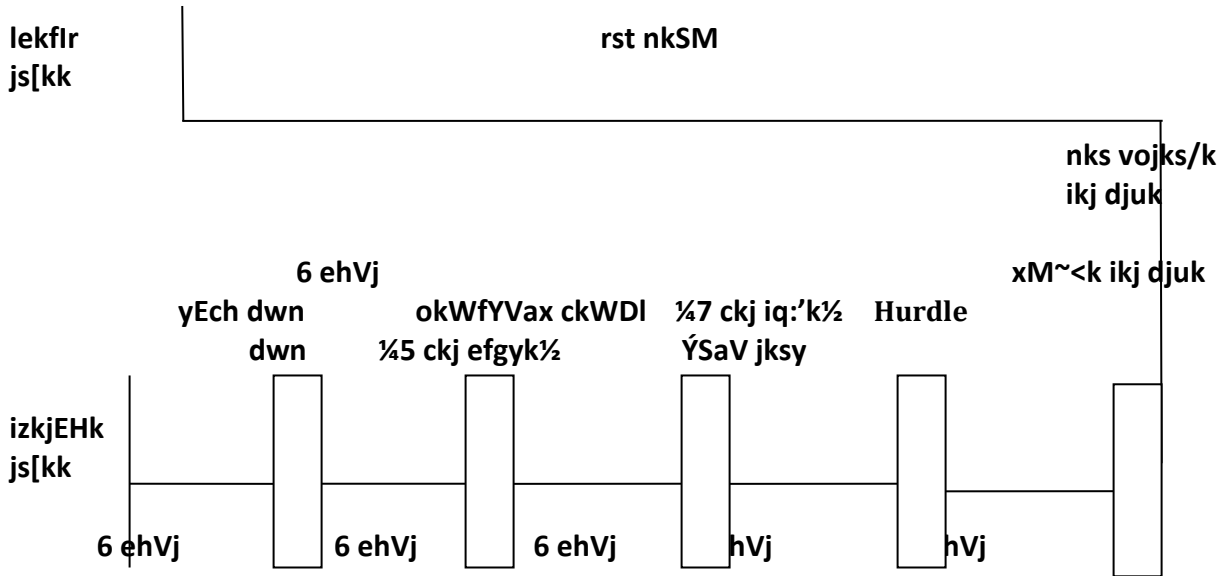 lekfIr
js[kk
rst nkSM
nks vojks/k
ikj djuk
6 ehVj
xM~<k ikj djuk
yEch dwn
okWfYVax ckWDl
¼7 ckj iq:’k½
Hurdle
dwn
¼5 ckj efgyk½
ÝSaV jksy
izkjEHk
js[kk
6 ehVj
6 ehVj
6 ehVj
hVj
hVj